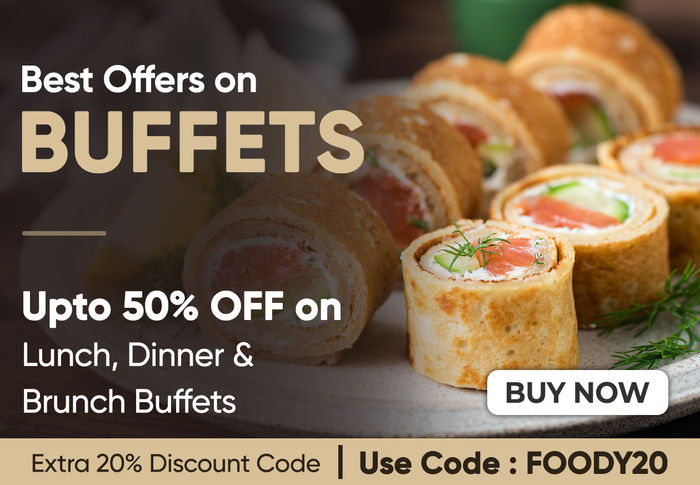 Best Offers on
BUFFETS
Upto 50% OFF on
Lunch, Dinner &
Brunch Buffets
BUY NOW
Extra 20% Discount Code | Use Code : FOODY20